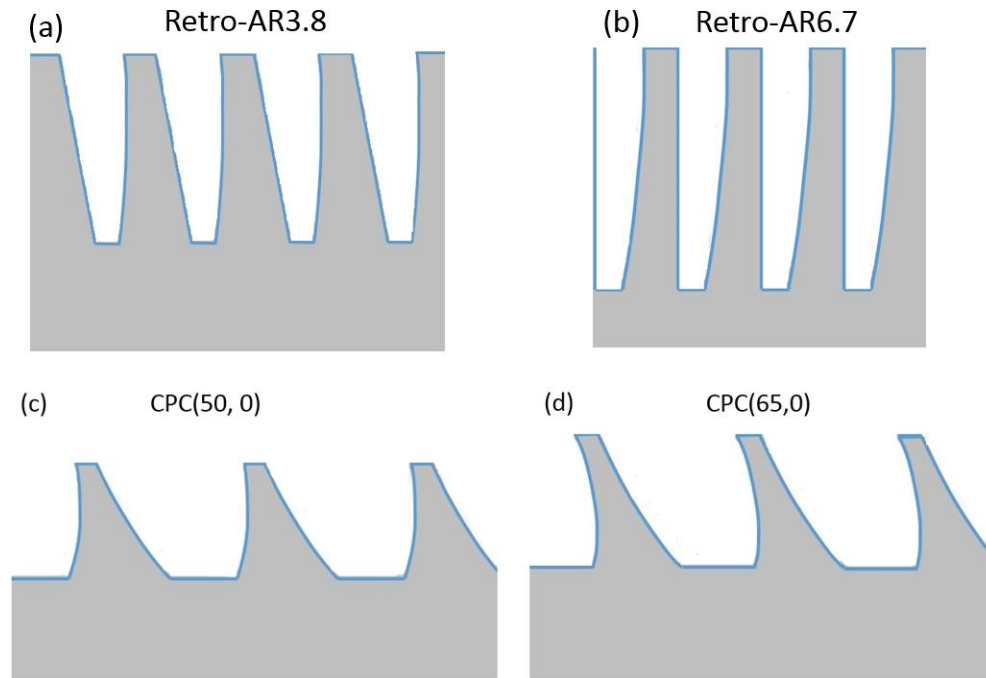 (a) Retro-AR3.8
(b) Retro-AR6.7
(c) CPC(50, 0)
(d) CPC(65,0)